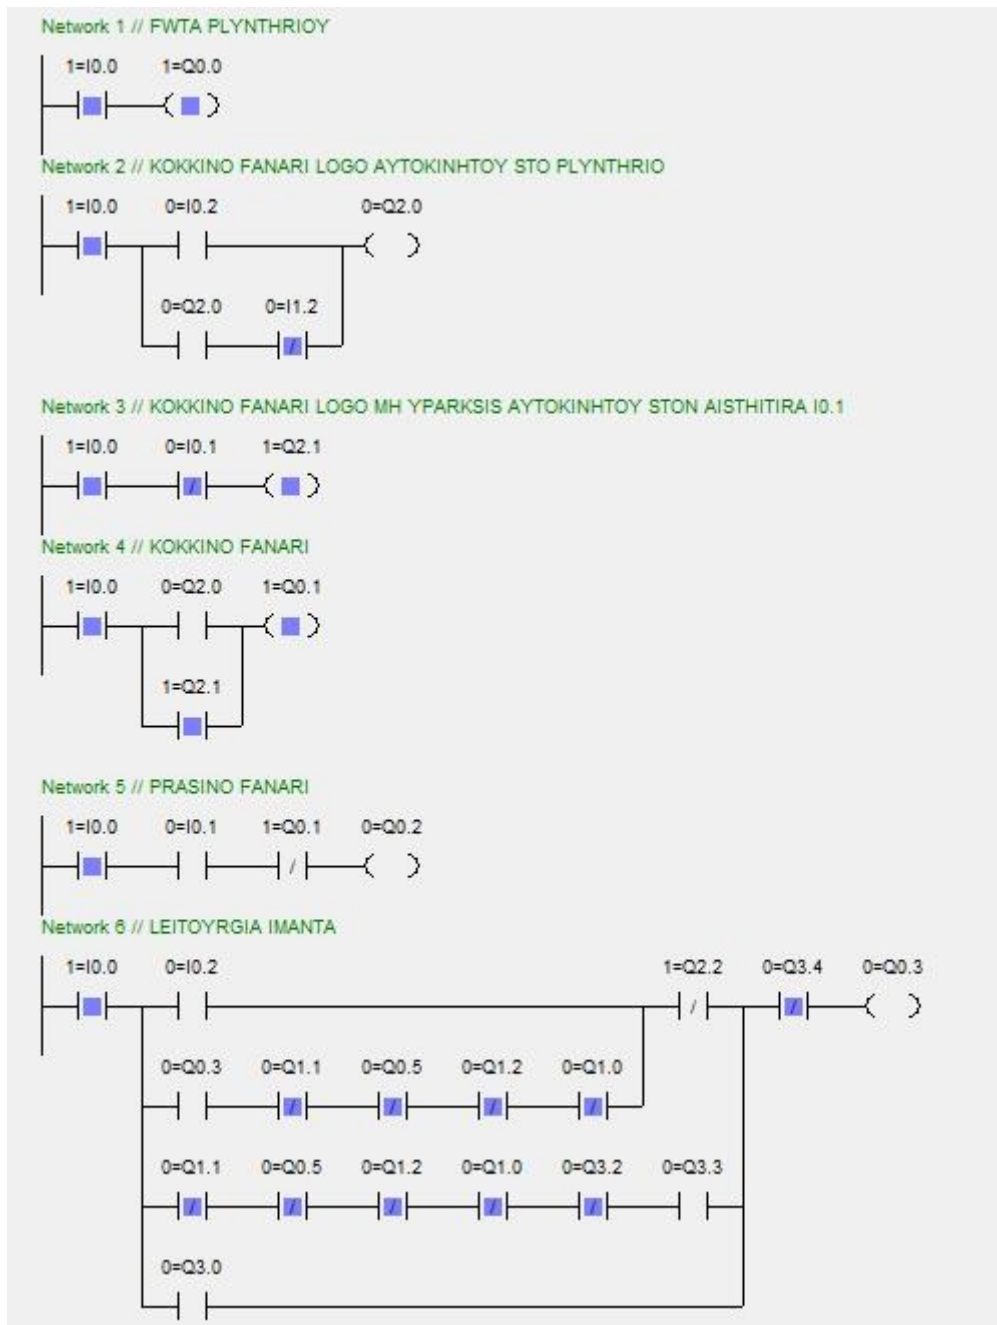 Network 1 // FWTA PLYNTHRIOY
1=I0.0 1=Q0.0
Network 2 // KOKKINO FANARI LOGO AYTOKINHTOY STO PLYNTHRIO
1=I0.0 0=I0.2 0=Q2.0
0=Q2.0 0=I1.2
/
Network 3 // KOKKINO FANARI LOGO MH YPARKSIS AYTOKINHTOY STON AISTHITIRA I0.1
1=I0.0 0=I0.1 1=Q2.1
/
Network 4 // KOKKINO FANARI
1=I0.0 0=Q2.0 1=Q0.1
1=Q2.1
Network 5 // PRASINO FANARI
1=I0.0 0=I0.1 1=Q0.1 0=Q0.2
/
Network 6 // LEITOYRGIA IMANTA
1=I0.0 0=I0.2 1=Q2.2 0=Q3.4 0=Q0.3
/ /
0=Q0.3 0=Q1.1 0=Q0.5 0=Q1.2 0=Q1.0
/ / / /
0=Q1.1 0=Q0.5 0=Q1.2 0=Q1.0 0=Q3.2 0=Q3.3
/ / / / /
0=Q3.0